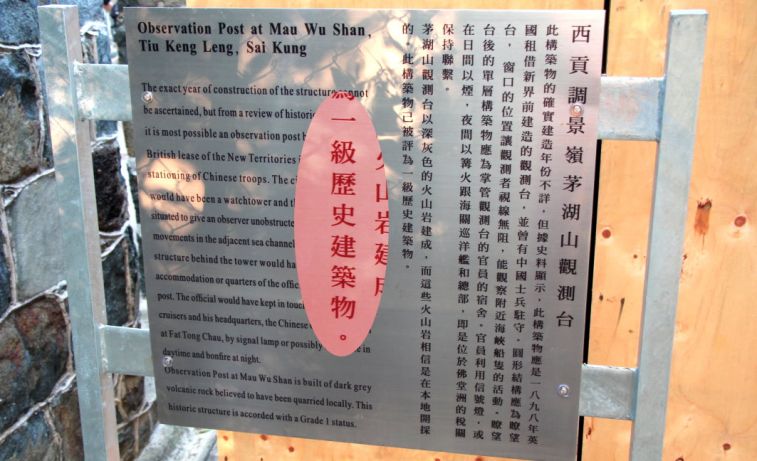 Observation Post at Mau Wu Shan,
Tiu Keng Leng, Sai Kung
The exact year of construction of the structure cannot
be ascertained, but from a review of historic
it is most possible an observation post
British lease of the New Territories
stationing of Chinese troops. The
would have been a watchtower and
situated to give an observer unobstructe
movements in the adjacent sea channel
structure behind the tower would ha
accommodation or quarters of the offic
post. The official would have kept in touc
cruisers and his headquarters, the Chinese
at Fat Tong Chau, by signal lamp or possibly in
daytime and bonfire at night.
Observation Post at Mau Wu Shan is built of dark grey
volcanic rock believed to have been quarried locally. This
historic structure is accorded with a Grade 1 status.
火山岩建成
為一級歷史建築物。
西貢調景嶺茅湖山觀測台
此構築物的確實建造年份不詳，但據史料顯示，此構築物應是一八九八年英
國租借新界前建造的觀測台，並曾有中國士兵駐守。圓形結構應為瞭望
台，窗口的位置讓觀測者視線無阻，能觀察附近海峽船隻的活動。瞭望
台後的單層構築物應為掌管觀測台的官員的宿舍。官員利用信號燈，或
在日間以煙，夜間以篝火跟海關巡洋艦和總部，即是位於佛堂洲的稅關
保持聯繫。
茅湖山觀測台以深灰色的火山岩建成，而這些火山岩相信是在本地開採
的。此構築物已被評為一級歷史建築物。